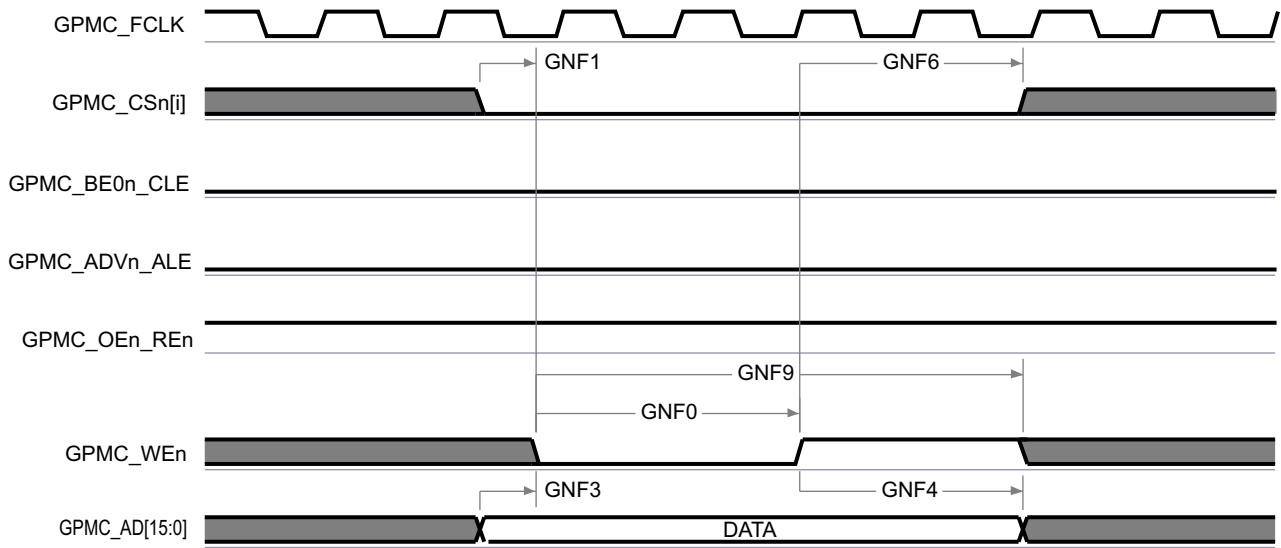 GPMC_FCLK
GNF1
GNF6
GPMC_CSn[i]
GPMC_BE0n_CLE
GPMC_ADVn_ALE
GPMC_OEn_REn
GNF9
GNF0
GPMC_WEn
GNF3
GNF4
GPMC_AD[15:0]
DATA